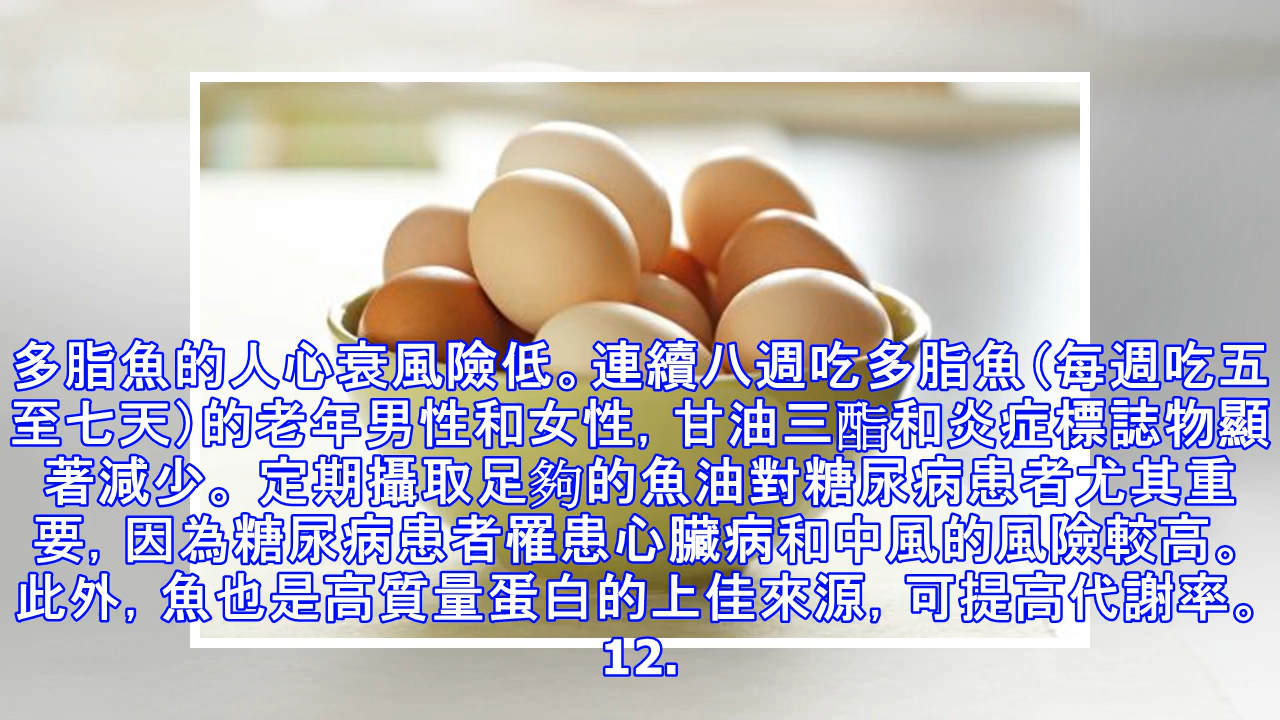 多脂魚的人心衰風險低。連續八週吃多脂魚(每週吃五
至七天)的老年男性和女性, 甘油三酯和炎症標誌物顯
著減少。定期攝取足夠的魚油對糖尿病患者尤其重
要, 因為糖尿病患者罹患心臟病和中風的風險較高。
此外, 魚也是高質量蛋白的上佳來源, 可提高代謝率。
12.